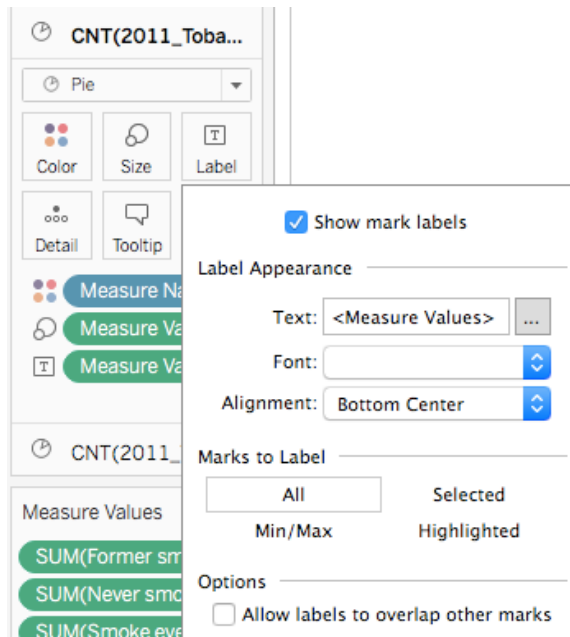 CNT(2011_Toba...
Pie
Color Size Label
Detail Tooltip
Measure Na
Measure Va
T Measure Va
CNT(2011_
Measure Values
SUM(Former sm
SUM(Never smo
SUM(Smoke eve
Show mark labels
Label Appearance
Text: <Measure Values> ...
Font:
Alignment: Bottom Center
Marks to Label
All Selected
Min/Max Highlighted
Options
Allow labels to overlap other marks